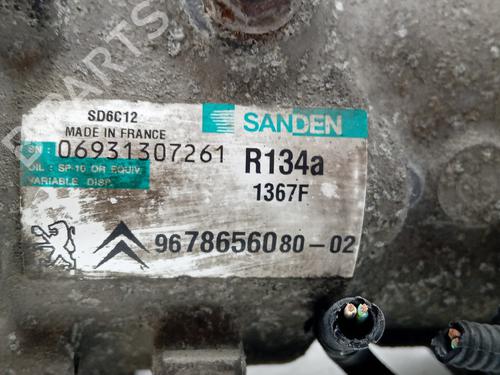 SD6C12
SANDEN
MADE IN FRANCE
SN: 06931307261
R134a
OIL : SP-10 OR EQUIV.
1367F
VARIABLE DISP.
9678656080-02